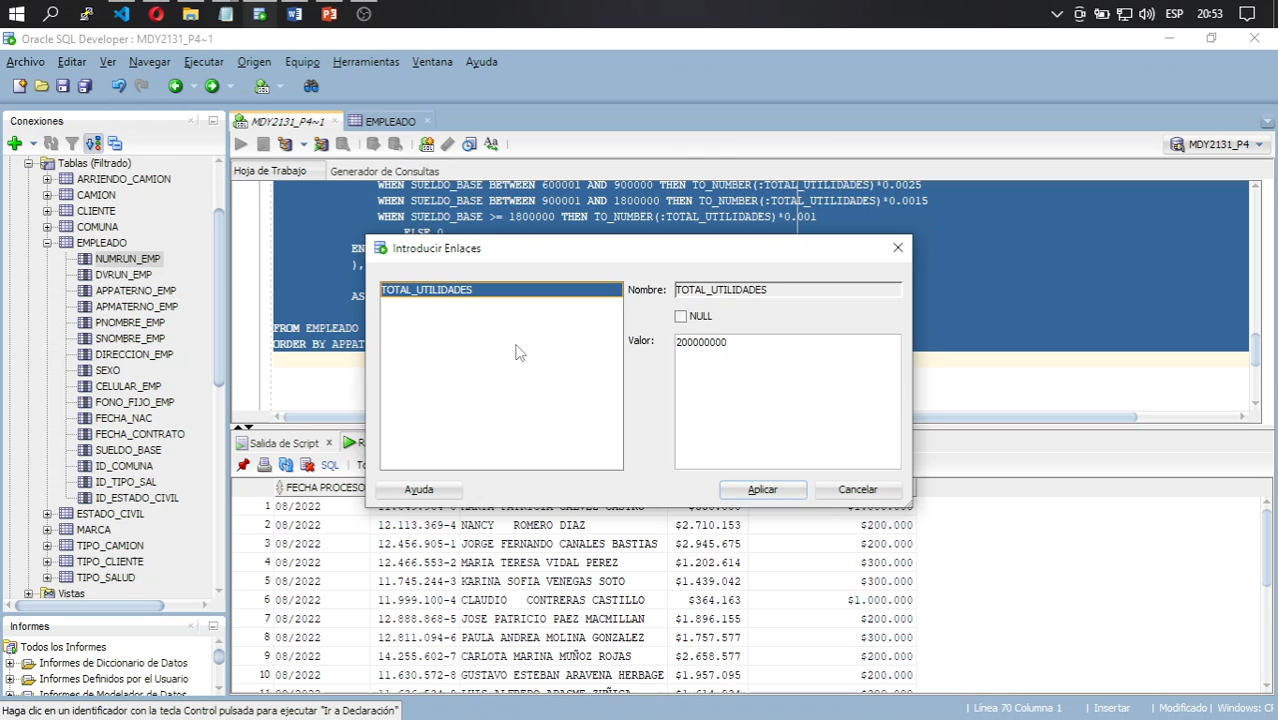 ESP 20:53
Oracle SQL Developer : MDY2131_P4~1
Archivo Editar Ver Navegar Ejecutar Origen Equipo Herramientas Ventana Ayuda
Conexiones
MDY2131_P4~1 EMPLEADO
MDY2131_P4
Tablas (Filtrado)
ARRIENDO_CAMION
CAMION
CLIENTE
COMUNA
EMPLEADO
NUMRUN_EMP
DVRUN_EMP
APPATERNO_EMP
APMATERNO_EMP
PNOMBRE_EMP
SNOMBRE_EMP
DIRECCION_EMP
SEXO
CELULAR_EMP
FONO_FIJO_EMP
FECHA_NAC
FECHA_CONTRATO
SUELDO_BASE
ID_COMUNA
ID_TIPO_SAL
ID_ESTADO_CIVIL
ESTADO_CIVIL
MARCA
TIPO_CAMION
TIPO_CLIENTE
TIPO_SALUD
Vistas
Hoja de Trabajo Generador de Consultas
WHEN SUELDO_BASE BETWEEN 600001 AND 900000 THEN TO_NUMBER(:TOTAL_UTILIDADES)*0.0025
WHEN SUELDO_BASE BETWEEN 900001 AND 1800000 THEN TO_NUMBER(:TOTAL_UTILIDADES)*0.0015
WHEN SUELDO_BASE >= 1800000 THEN TO_NUMBER(:TOTAL_UTILIDADES)*0.001
ELSE 0
EN
),
AS
FROM EMPLEADO
ORDER BY APPAT
Introducir Enlaces
TOTAL_UTILIDADES
Nombre: TOTAL_UTILIDADES
NULL
Valor: 200000000
Ayuda Aplicar Cancelar
Salida de Script
SQL
FECHA PROCESO
1 08/2022
2 08/2022 12.113.369-4 NANCY ROMERO DIAZ $2.710.153 $200.000
3 08/2022 12.456.905-1 JORGE FERNANDO CANALES BASTIAS $2.945.675 $200.000
4 08/2022 12.466.553-2 MARIA TERESA VIDAL PEREZ $1.202.614 $300.000
5 08/2022 11.745.244-3 KARINA SOFIA VENEGAS SOTO $1.439.042 $300.000
6 08/2022 11.999.100-4 CLAUDIO CONTRERAS CASTILLO $364.163 $1.000.000
7 08/2022 12.888.868-5 JOSE PATRICIO PAEZ MACMILLAN $1.896.155 $200.000
8 08/2022 12.811.094-6 PAULA ANDREA MOLINA GONZALEZ $1.757.577 $300.000
9 08/2022 14.255.602-7 CARLOTA MARINA MUÑOZ ROJAS $2.658.577 $200.000
10 08/2022 11.630.572-8 GUSTAVO ESTEBAN ARAVENA HERBAGE $1.957.095 $200.000
Informes
Todos los Informes
Informes de Diccionario de Datos
Informes Definidos por el Usuario
Haga clic en un identificador con la tecla Control pulsada para ejecutar "Ir a Declaración"
Línea 70 Columna 1 Insertar Modificado Windows: CF